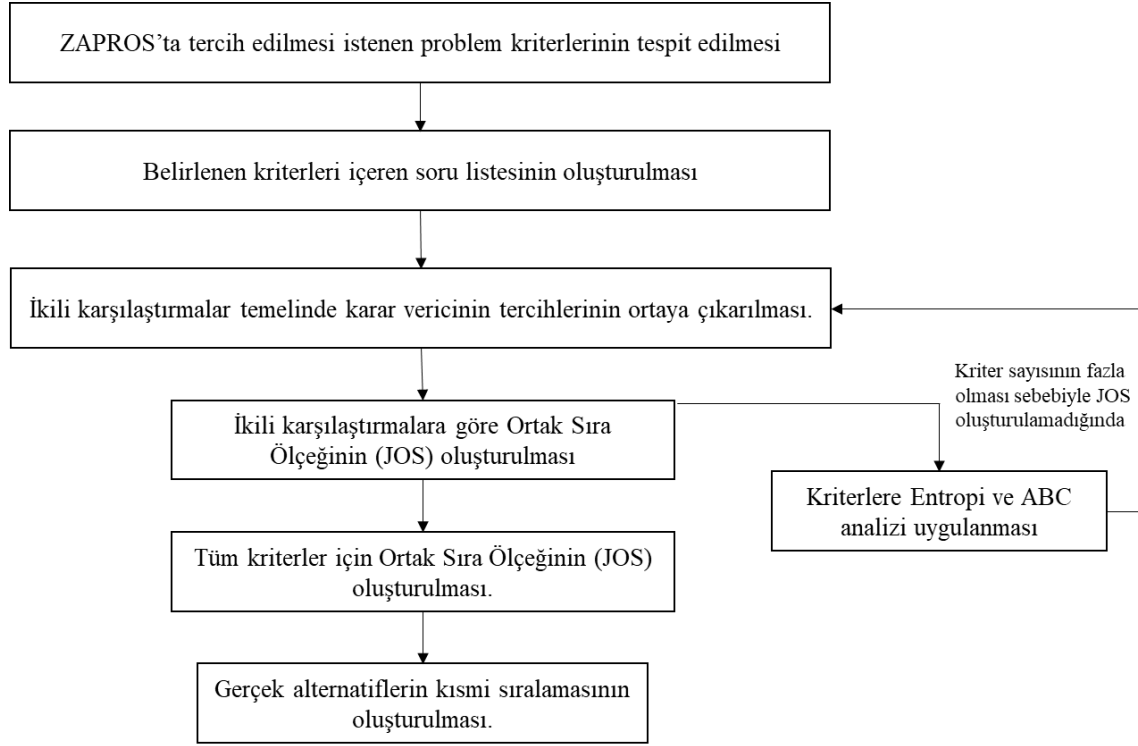 ZAPROS’ta tercih edilmesi istenen problem kriterlerinin tespit edilmesi
Belirlenen kriterleri içeren soru listesinin oluşturulması
İkili karşılaştırmalar temelinde karar vericinin tercihlerinin ortaya çıkarılması.
Kriter sayısının fazla
olması sebebiyle JOS
oluşturulamadığında
İkili karşılaştırmalara göre Ortak Sıra
Ölçeğinin (JOS) oluşturulması
Kriterlere Entropi ve ABC
analizi uygulanması
Tüm kriterler için Ortak Sıra Ölçeğinin (JOS)
oluşturulması.
Gerçek alternatiflerin kısmi sıralamasının
oluşturulması.